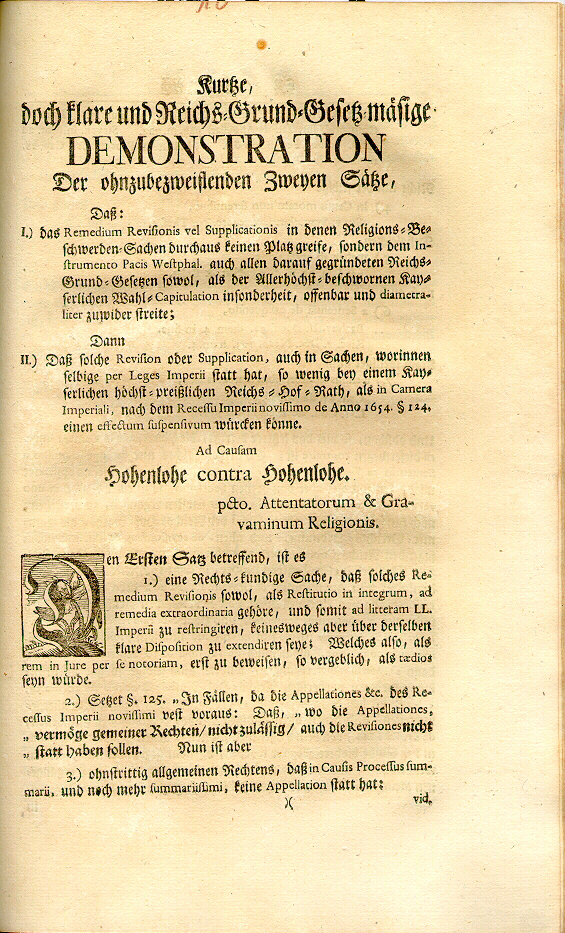 Kurtze,
doch klare und Reichs-Grund-Gesetz-mäsige
DEMONSTRATION
Der ohnzubezweiflenden Zweyen Sätze,
Daß:
I.) das Remedium Revisionis vel Supplicationis in denen Religions-Be-
schwerden-Sachen durchaus keinen Platz greife, sondern dem In-
strumento Pacis Westphal. auch allen darauf gegründeten Reichs-
Grund-Gesetzen sowol, als der Allerhöchst-beschwornen Kay-
serlichen Wahl-Capitulation insonderheit, offenbar und diametra-
liter zuwider streite;
Dann
II.) Daß solche Revision oder Supplication, auch in Sachen, worinnen
selbige per Leges Imperii statt hat, so wenig bey einem Kay-
serlichen höchst-preißlichen Reichs-Hof-Rath, als in Camera
Imperiali, nach dem Recessu Imperii novissimo de Anno 1654. § 124.
einen effectum suspensivum würcken könne.
Ad Causam
Hohenlohe contra Hohenlohe.
pcto. Attentatorum & Gra-
vaminum Religionis.
Den Ersten Satz betreffend, ist es
1.) eine Rechts-kundige Sache, daß solches Re-
medium Revisionis sowol, als Restitutio in integrum, ad
remedia extraordinaria gehöre, und somit ad litteram LL.
Imperii zu restringiren, keinesweges aber über derselben
klare Disposition zu extendiren seye; Welches also, als
rem in Jure per se notoriam, erst zu beweisen, so vergeblich, als tædios
seyn würde.
2.) Setzet §. 125. „In Fällen, da die Appellationes &c. des Re-
cessus Imperii novissimi vest voraus: Daß, „wo die Appellationes,
„ vermöge gemeiner Rechten/ nicht zulässig/ auch die Revisiones nicht
„ statt haben sollen. Nun ist aber
3.) ohnstrittig allgemeinen Rechtens, daß in Causis Processus sum-
marii, und noch mehr summariissimi, keine Appellation statt hat:
)( vid.